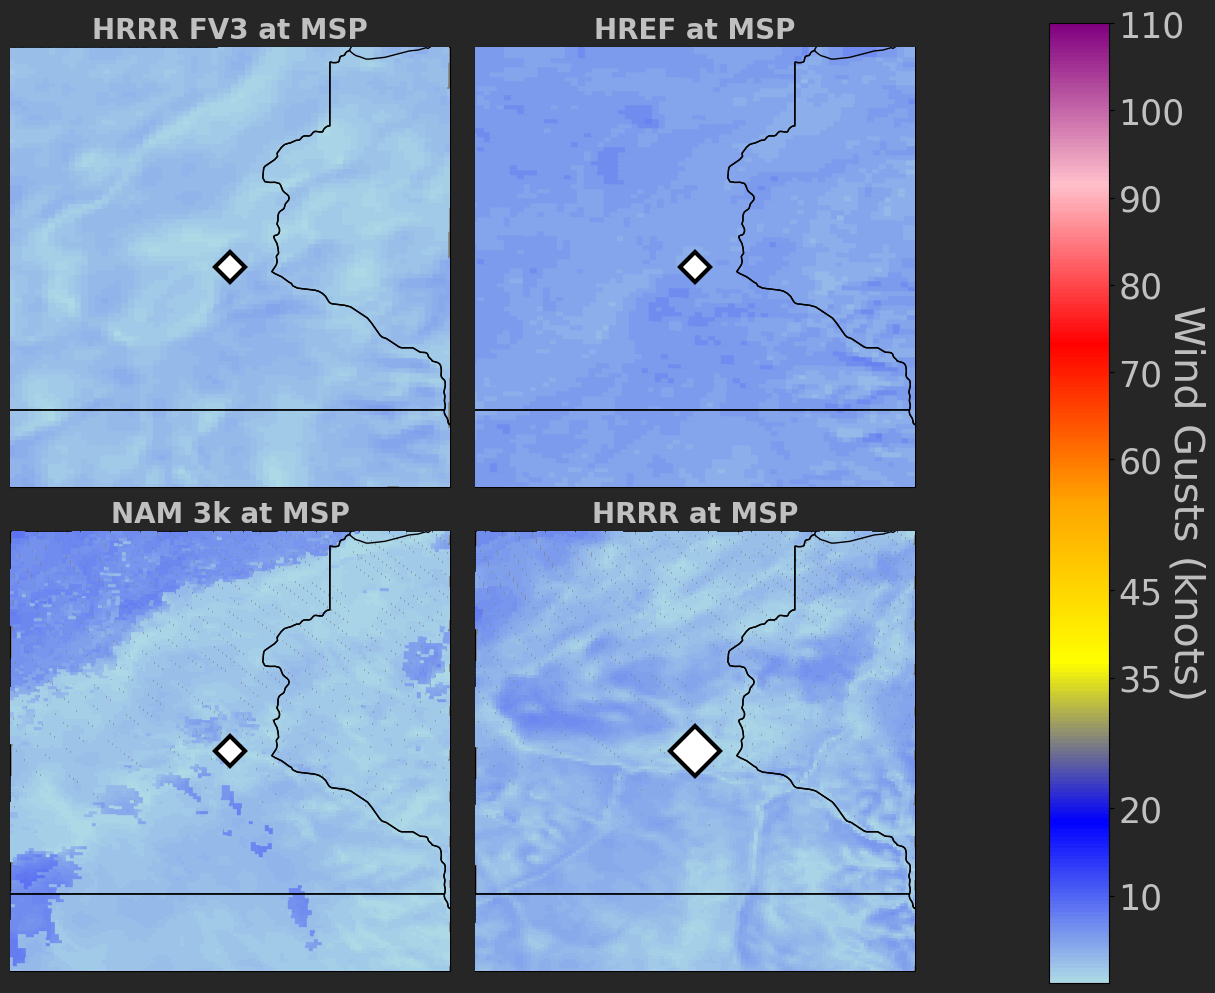 HRRR FV3 at MSP
HREF at MSP
NAM 3k at MSP
HRRR at MSP
110
100
90
80
70
60
45
35
20
10
Wind Gusts (knots)